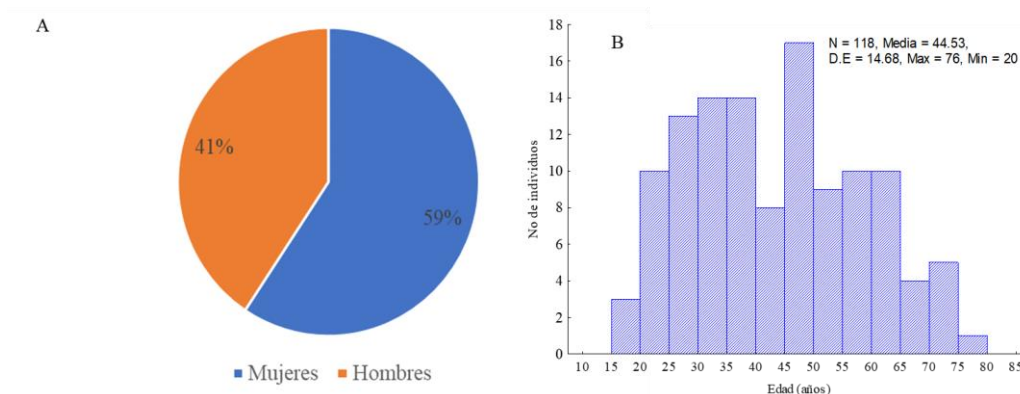 A
41%
59%
Mujeres Hombres
B
N = 118, Media = 44.53,
D.E = 14.68, Max = 76, Min = 20
No de individuos
18
16
14
12
10
8
6
4
2
0
10 15 20 25 30 35 40 45 50 55 60 65 70 75 80 85
Edad (años)